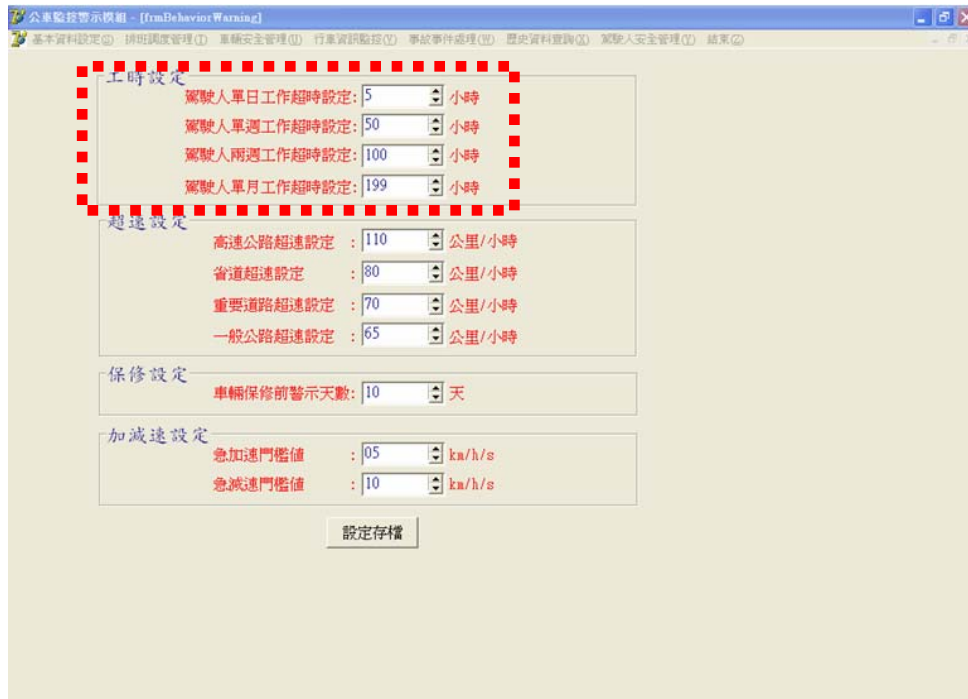 公車監控警示模組 - [frmBehaviorWarning]
基本資料設定(S) 排班調度管理(T) 車輛安全管理(U) 行車資訊監控(V) 事故事件處理(W) 歷史資料查詢(X) 駕駛人安全管理(Y) 結束(Z)
工時設定
駕駛人單日工作超時設定: 5 小時
駕駛人單週工作超時設定: 50 小時
駕駛人兩週工作超時設定: 100 小時
駕駛人單月工作超時設定: 199 小時
超速設定
高速公路超速設定 : 110 公里/小時
省道超速設定 : 80 公里/小時
重要道路超速設定 : 70 公里/小時
一般公路超速設定 : 65 公里/小時
保修設定
車輛保修前警示天數: 10 天
加減速設定
急加速門檻值 : 05 km/h/s
急減速門檻值 : 10 km/h/s
設定存檔